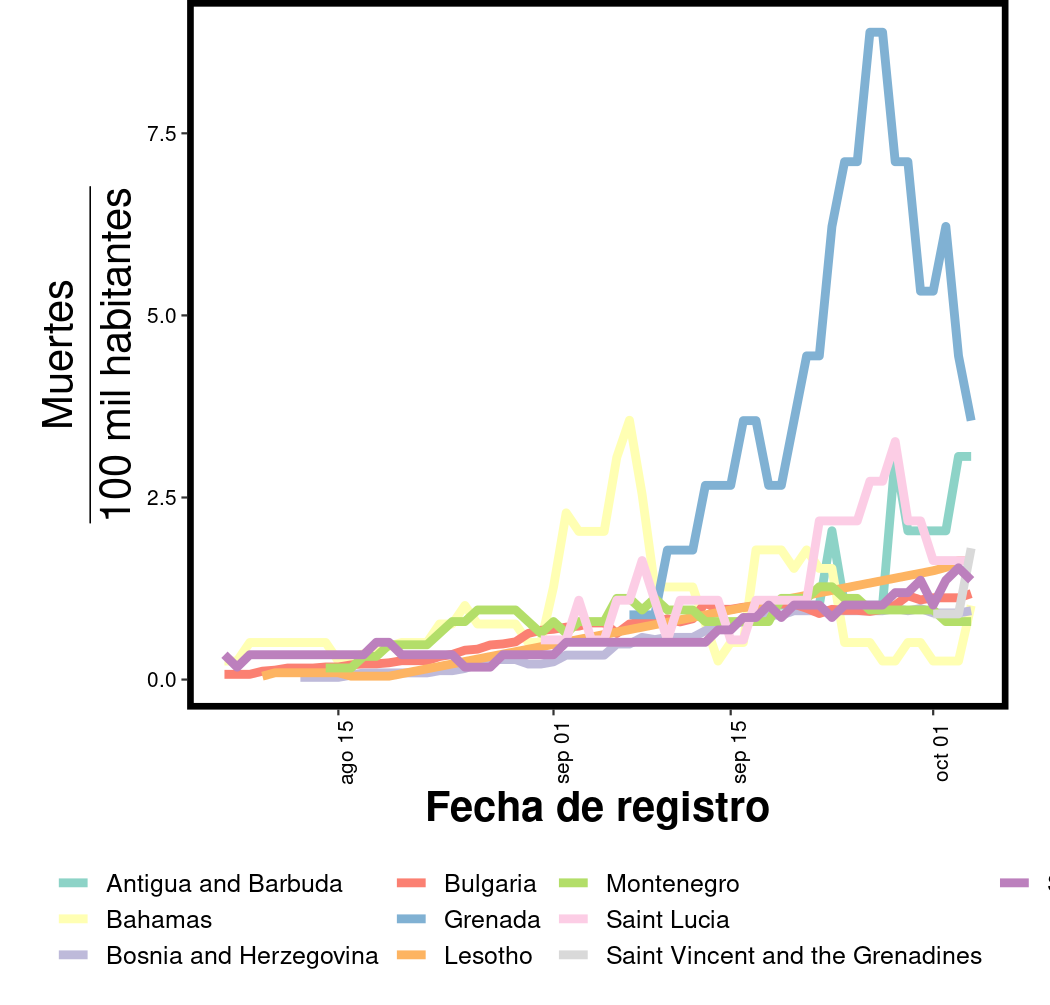 Muertes
100 mil habitantes
7.5
5.0
2.5
0.0
ago 15
sep 01
sep 15
oct 01
Fecha de registro
Antigua and Barbuda
Bulgaria
Montenegro
Bahamas
Grenada
Saint Lucia
Bosnia and Herzegovina
Lesotho
Saint Vincent and the Grenadines